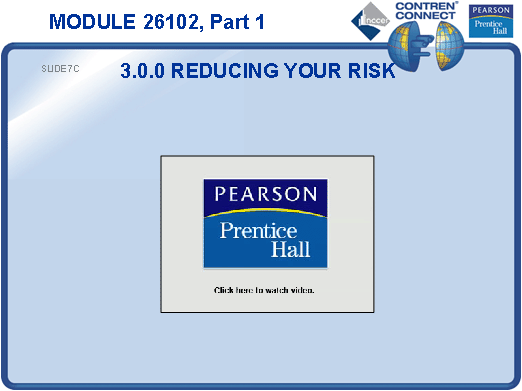 MODULE 26102, Part 1
nccer
CONTREN®
CONNECT
PEARSON
Prentice
Hall
SLIDE7C
3.0.0 REDUCING YOUR RISK
PEARSON
Prentice
Hall
Click here to watch video.